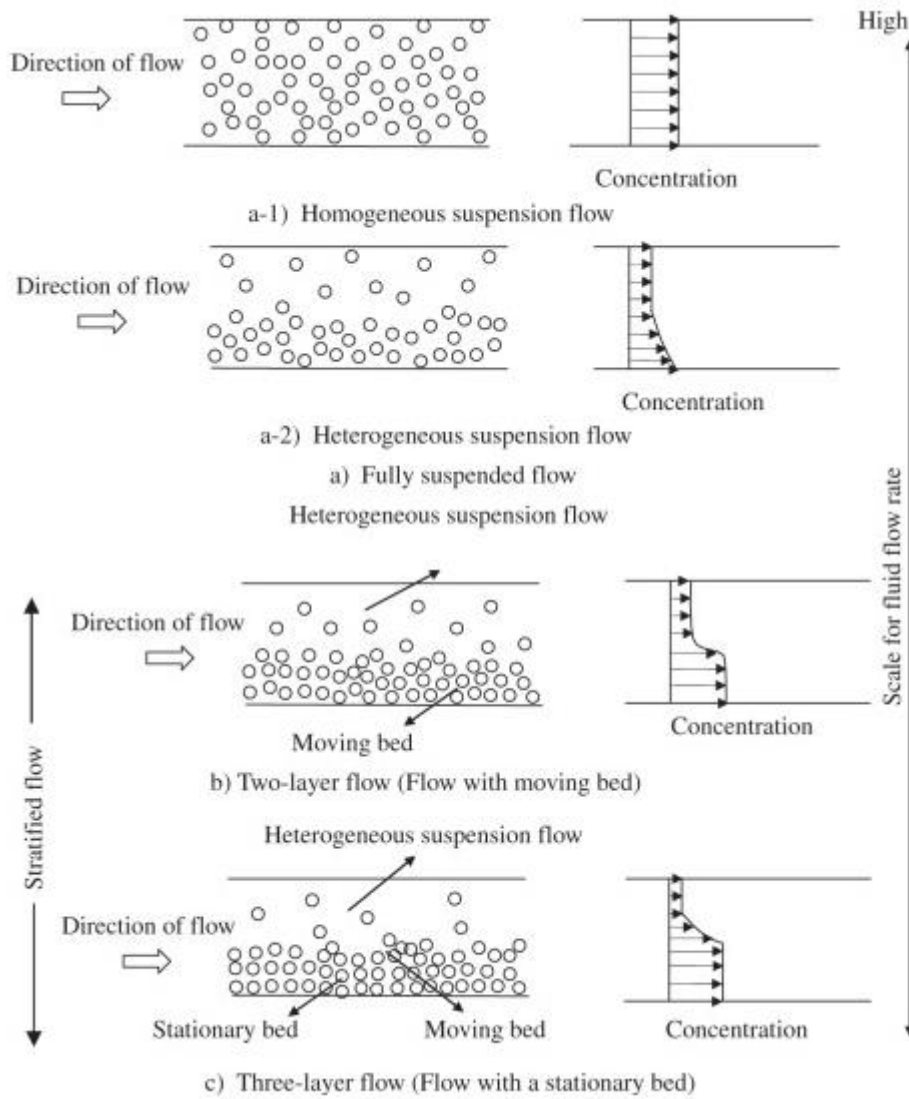 High
Direction of flow
Concentration
a-1) Homogeneous suspension flow
Direction of flow
Concentration
a-2) Heterogeneous suspension flow
a) Fully suspended flow
Heterogeneous suspension flow
Scale for fluid flow rate
Direction of flow
Moving bed
Concentration
b) Two-layer flow (Flow with moving bed)
Stratified flow
Heterogeneous suspension flow
Direction of flow
Stationary bed
Moving bed
Concentration
c) Three-layer flow (Flow with a stationary bed)